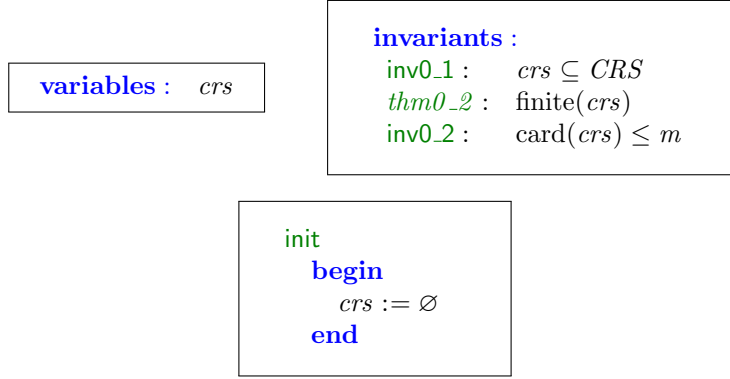 variables : crs
invariants :
inv0_1 : crs ⊆ CRS
thm0_2 : finite(crs)
inv0_2 : card(crs) ≤ m
init
begin
crs := ∅
end